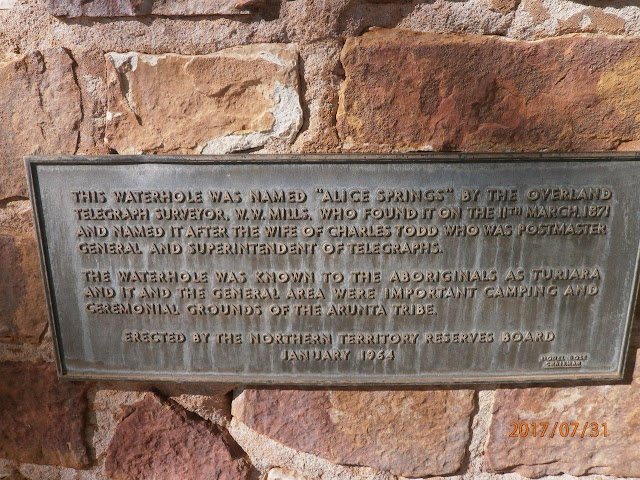 THIS WATERHOLE WAS NAMED "ALICE SPRINGS" BY THE OVERLAND
TELEGRAPH SURVEYOR, W.W. MILLS, WHO FOUND IT ON THE 11TH MARCH, 1871
AND NAMED IT AFTER THE WIFE OF CHARLES TODD WHO WAS POSTMASTER
GENERAL AND SUPERINTENDENT OF TELEGRAPHS.
THE WATERHOLE WAS KNOWN TO THE ABORIGINALS AS TURIARA
AND IT AND THE GENERAL AREA WERE IMPORTANT CAMPING AND
CEREMONIAL GROUNDS OF THE ARUNTA TRIBE.
ERECTED BY THE NORTHERN TERRITORY RESERVES BOARD
JANUARY 1964
LIONEL ROSE
CHAIRMAN
2017/07/31